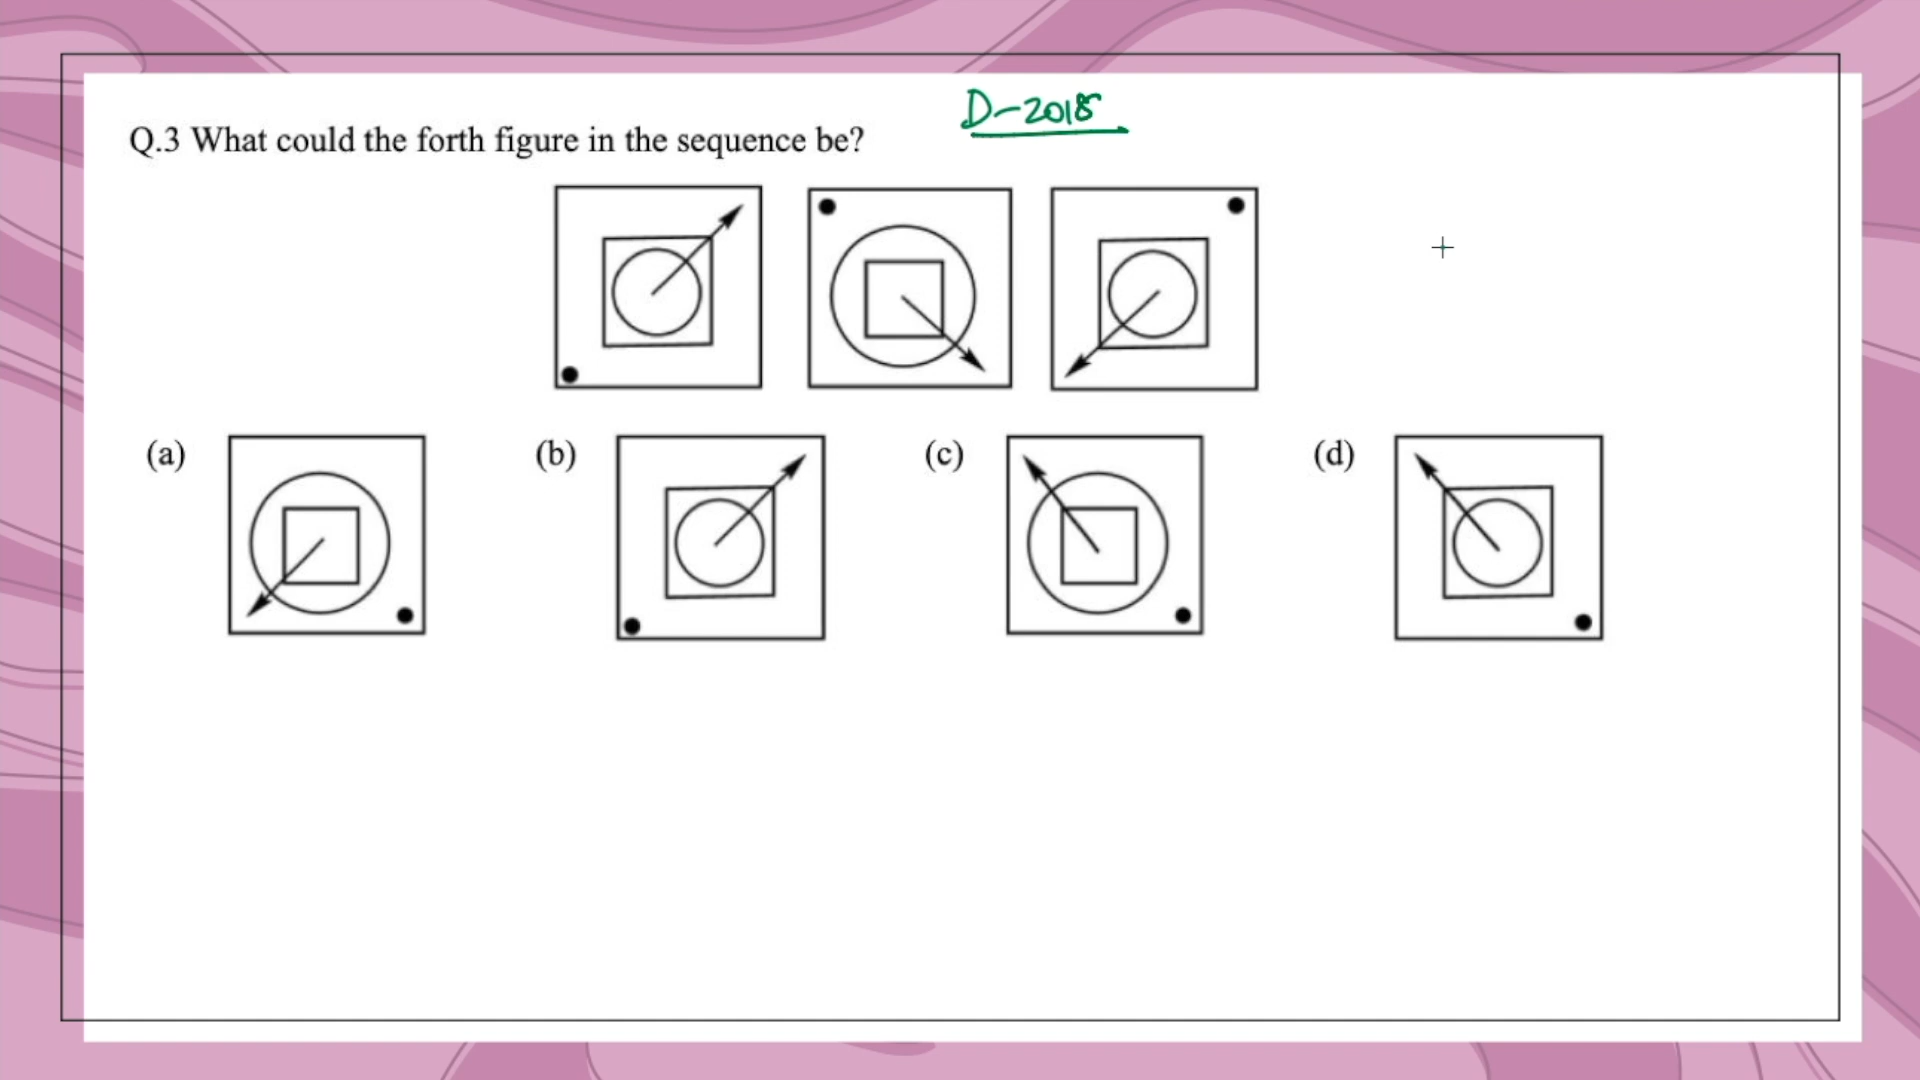 D-2018
Q.3 What could the forth figure in the sequence be?
(a) (b) (c) (d)